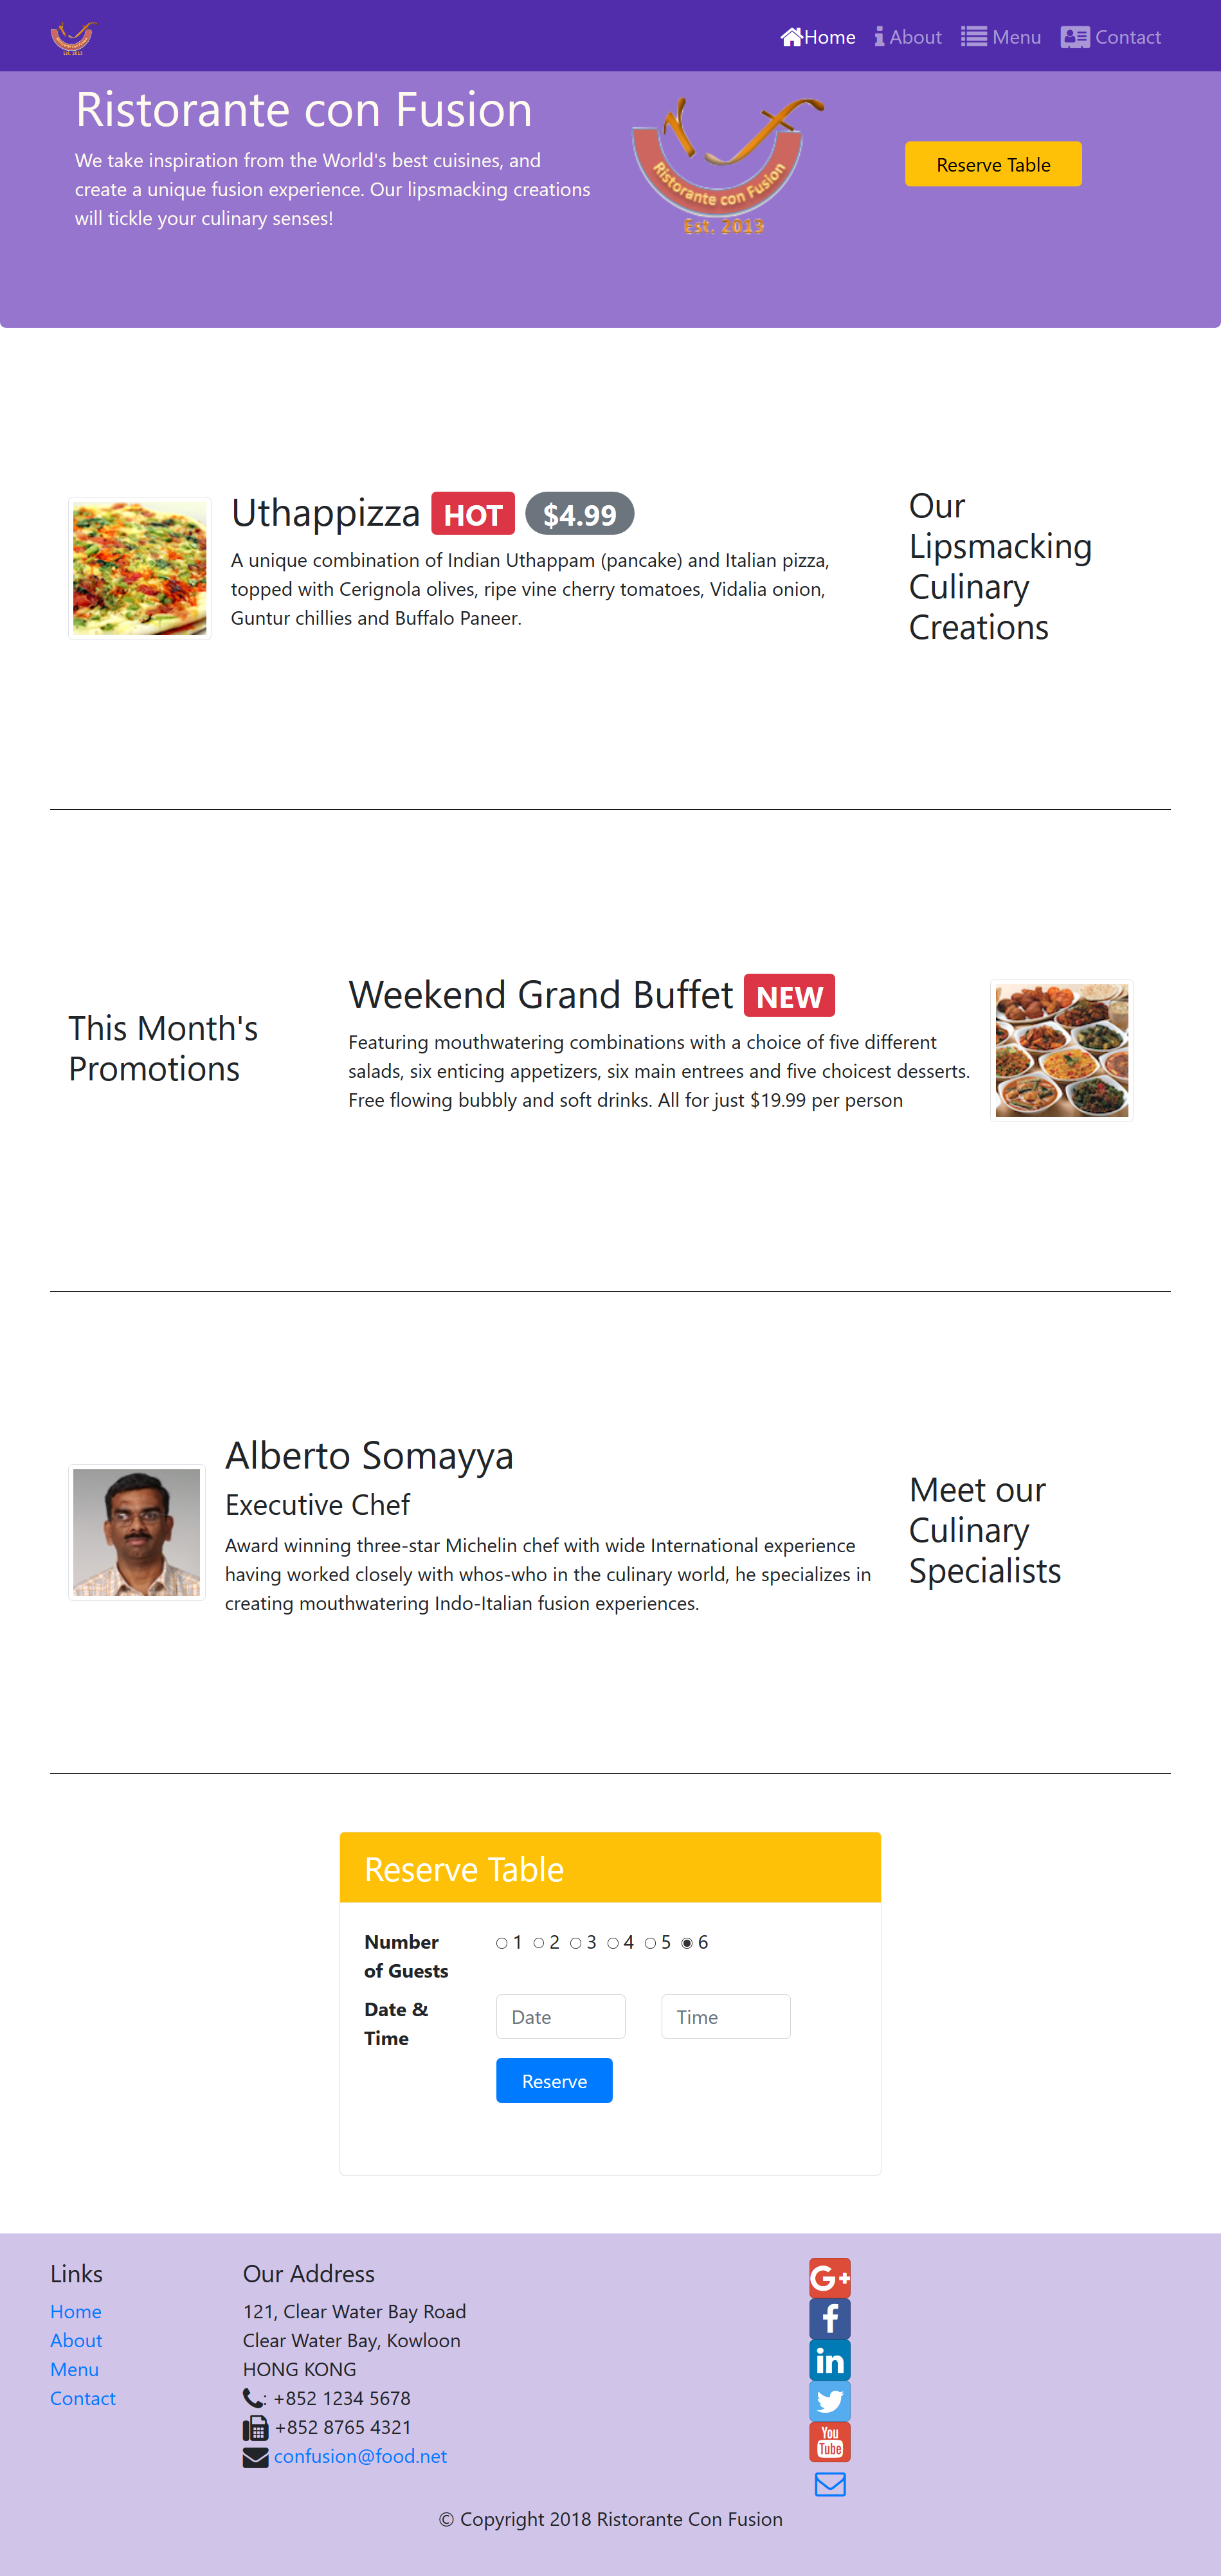 Est. 2013
Home
About
Menu
Contact
Ristorante con Fusion
We take inspiration from the World's best cuisines, and
create a unique fusion experience. Our lipsmacking creations
will tickle your culinary senses!
Ristorante con Fusion
Est. 2013
Reserve Table
Uthappizza HOT $4.99
A unique combination of Indian Uthappam (pancake) and Italian pizza,
topped with Cerignola olives, ripe vine cherry tomatoes, Vidalia onion,
Guntur chillies and Buffalo Paneer.
Our
Lipsmacking
Culinary
Creations
This Month's
Promotions
Weekend Grand Buffet NEW
Featuring mouthwatering combinations with a choice of five different
salads, six enticing appetizers, six main entrees and five choicest desserts.
Free flowing bubbly and soft drinks. All for just $19.99 per person
Alberto Somayya
Executive Chef
Award winning three-star Michelin chef with wide International experience
having worked closely with whos-who in the culinary world, he specializes in
creating mouthwatering Indo-Italian fusion experiences.
Meet our
Culinary
Specialists
Reserve Table
Number
of Guests
1 2 3 4 5 6
Date &
Time
Date
Time
Reserve
Links
Home
About
Menu
Contact
Our Address
121, Clear Water Bay Road
Clear Water Bay, Kowloon
HONG KONG
: +852 1234 5678
+852 8765 4321
confusion@food.net
G+
f
in
You
Tube
© Copyright 2018 Ristorante Con Fusion